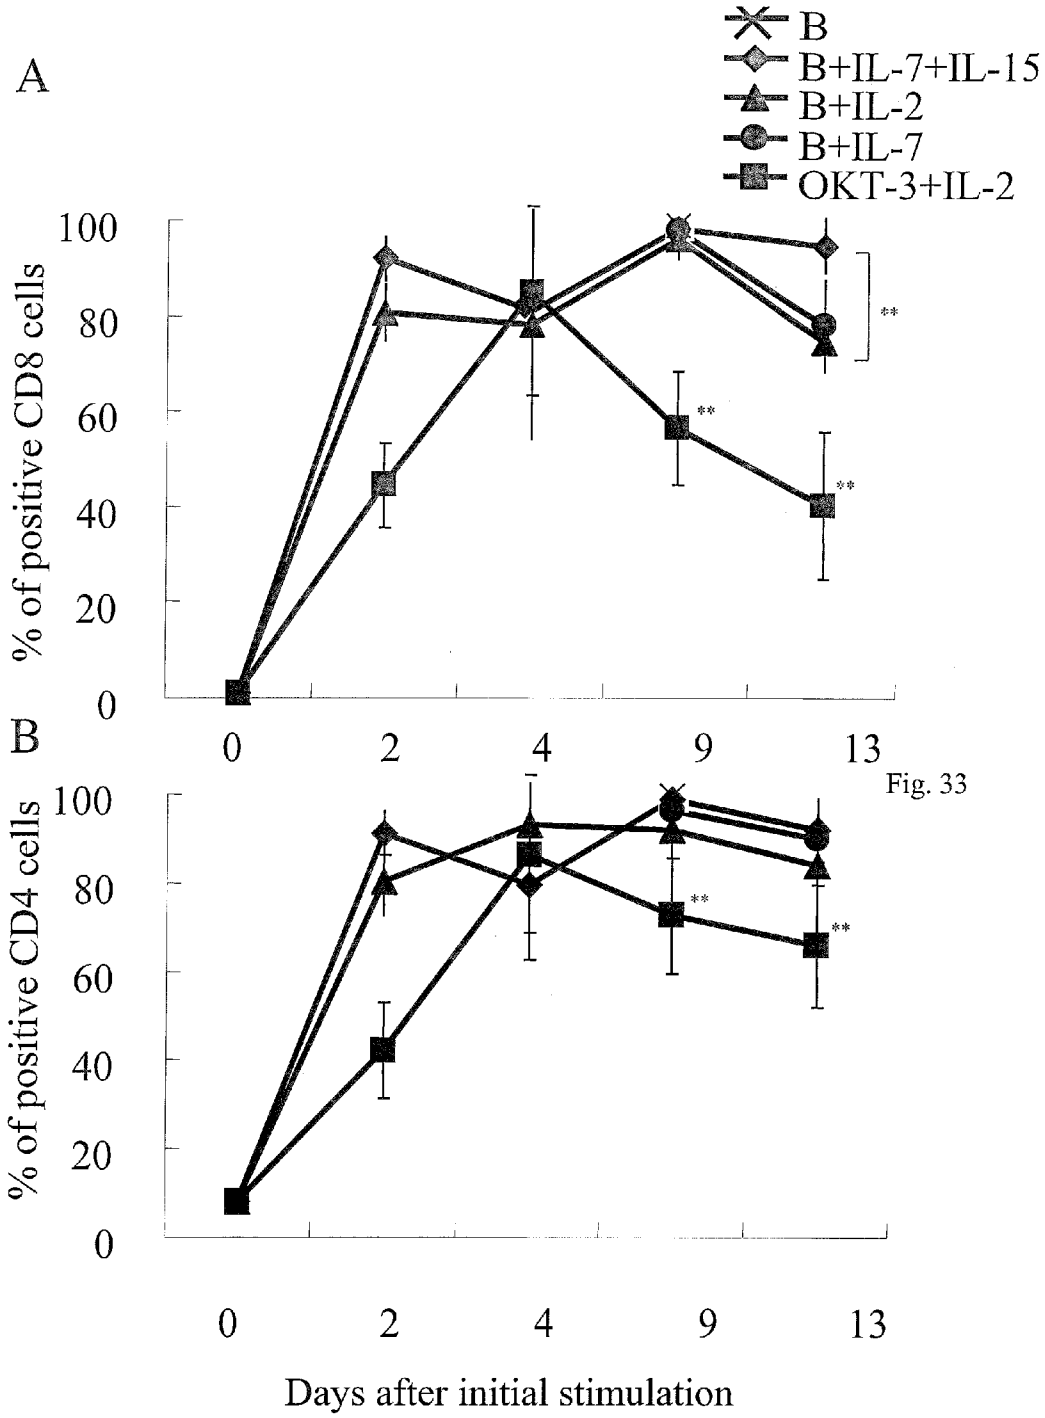 B
B+IL-7+IL-15
B+IL-2
B+IL-7
OKT-3+IL-2
A
% of positive CD8 cells
100
80
60
40
20
0
**
**
**
0 2 4 9 13
Fig. 33
B
% of positive CD4 cells
100
80
60
40
20
0
**
**
0 2 4 9 13
Days after initial stimulation